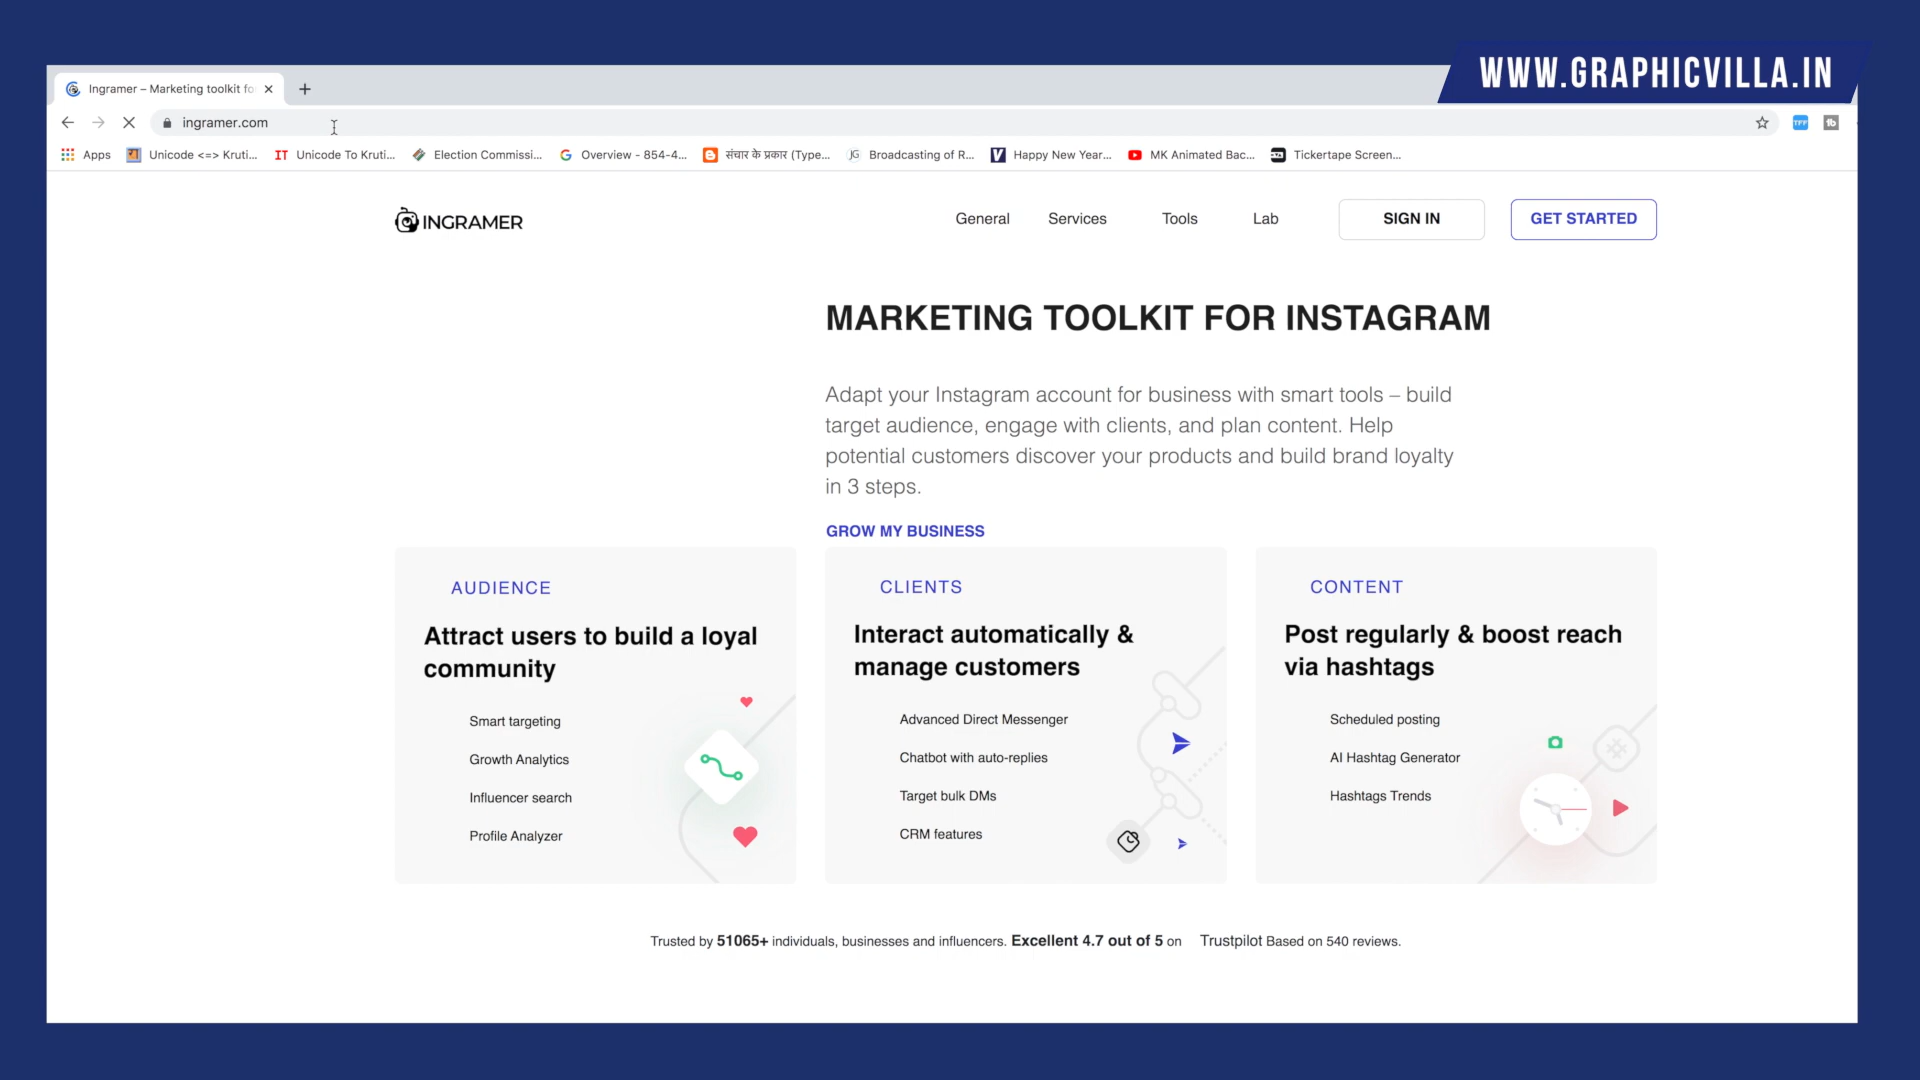 WWW.GRAPHICVILLA.IN
Ingramer – Marketing toolkit fo
ingremer.com
Apps
Unicode <=> Kruti...
IT Unicode To Kruti...
Election Commissi...
Overview - 854-4...
संचार के प्रकार (Type...
JG Broadcasting of R...
Happy New Year...
MK Animated Bac...
Tickertape Screen...
INGRAMER
General
Services
Tools
Lab
SIGN IN
GET STARTED
MARKETING TOOLKIT FOR INSTAGRAM
Adapt your Instagram account for business with smart tools – build
target audience, engage with clients, and plan content. Help
potential customers discover your products and build brand loyalty
in 3 steps.
GROW MY BUSINESS
AUDIENCE
Attract users to build a loyal
community
Smart targeting
Growth Analytics
Influencer search
Profile Analyzer
CLIENTS
Interact automatically &
manage customers
Advanced Direct Messenger
Chatbot with auto-replies
Target bulk DMs
CRM features
CONTENT
Post regularly & boost reach
via hashtags
Scheduled posting
AI Hashtag Generator
Hashtags Trends
Trusted by 51065+ individuals, businesses and influencers. Excellent 4.7 out of 5 on Trustpilot Based on 540 reviews.